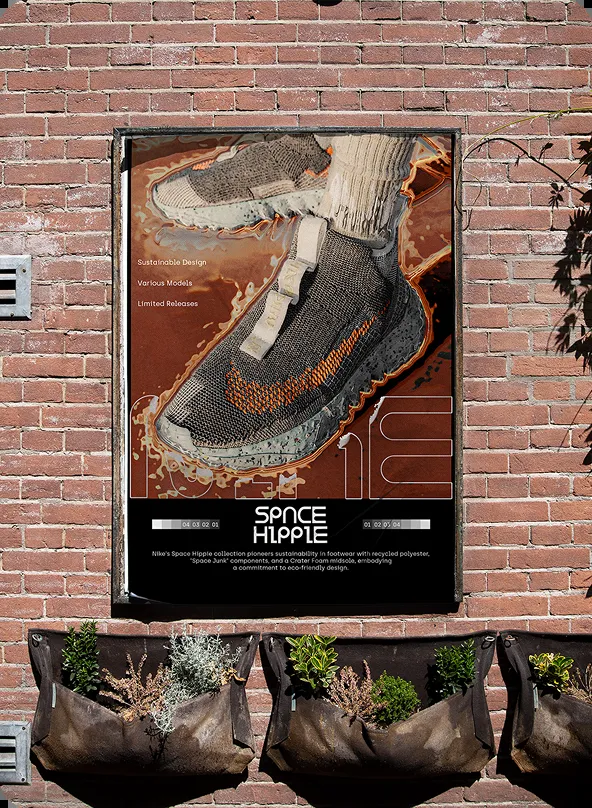 Sustainable Design
Various Models
Limited Releases
SPACE
HIPPIE
04 03 02 01
01 02 03 04
Nike's Space Hippie collection pioneers sustainability in footwear with recycled polyester,
"Space Junk" components, and a Crater Foam midsole, embodying
a commitment to eco-friendly design.